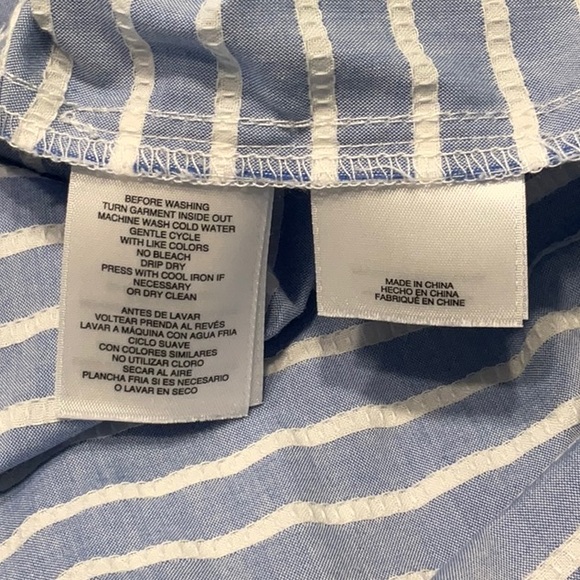 BEFORE WASHING
TURN GARMENT INSIDE OUT
MACHINE WASH COLD WATER
GENTLE CYCLE
WITH LIKE COLORS
NO BLEACH
DRIP DRY
PRESS WITH COOL IRON IF
NECESSARY
OR DRY CLEAN
ANTES DE LAVAR
VOLTEAR PRENDA AL REVÉS
LAVAR A MÁQUINA CON AGUA FRIA
CICLO SUAVE
CON COLORES SIMILARES
NO UTILIZAR CLORO
SECAR AL AIRE
PLANCHA FRIA SI ES NECESARIO
O LAVAR EN SECO
MADE IN CHINA
HECHO EN CHINA
FABRIQUÉ EN CHINE